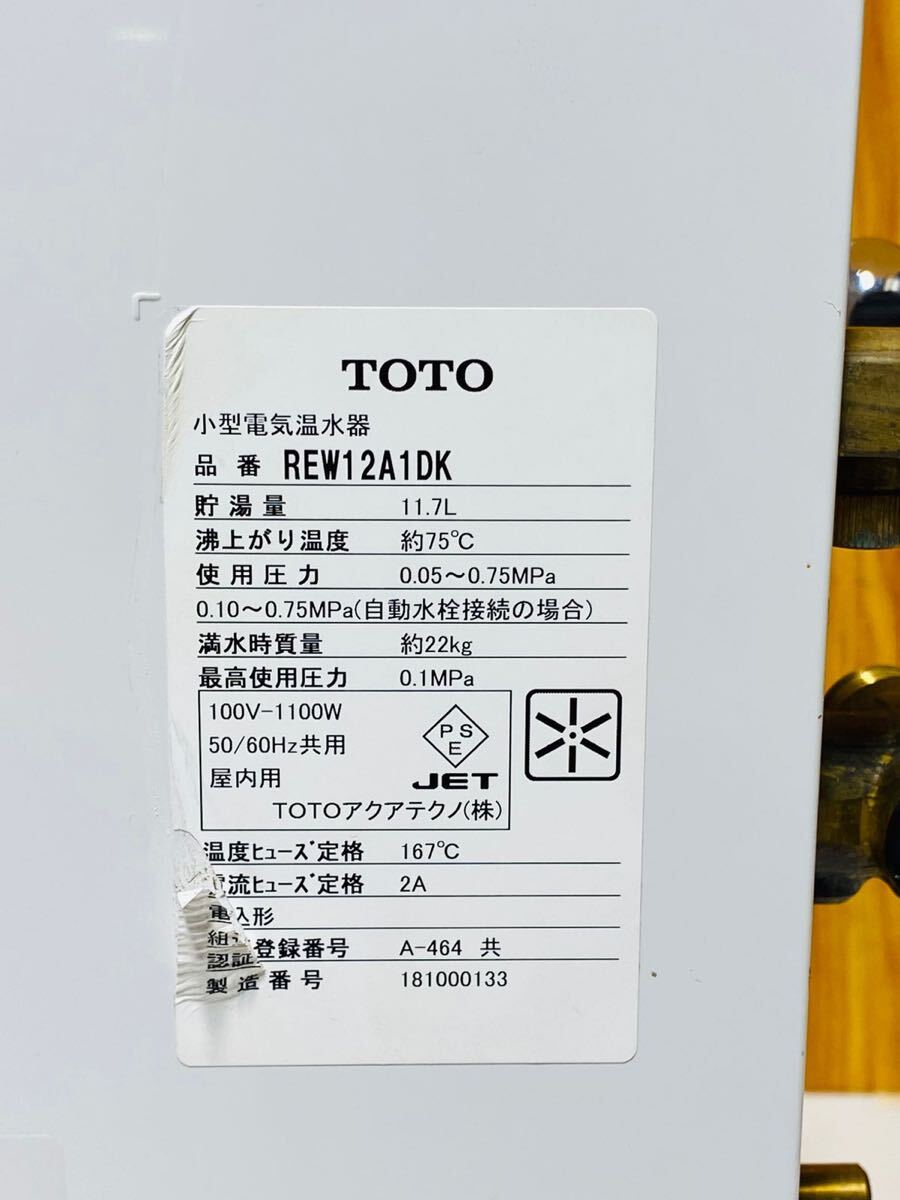 TOTO
小型電気温水器
品番 REW12A1DK
貯湯量 11.7L
沸上がり温度 約75℃
使用圧力 0.05～0.75MPa
0.10～0.75MPa(自動水栓接続の場合)
満水時質量 約22kg
最高使用圧力 0.1MPa
100V-1100W
50/60Hz共用
屋内用
PSE
JET
TOTOアクアテクノ(株)
温度ヒューズ定格 167℃
電流ヒューズ定格 2A
組込形
認証登録番号 A-464 共
製造番号 181000133